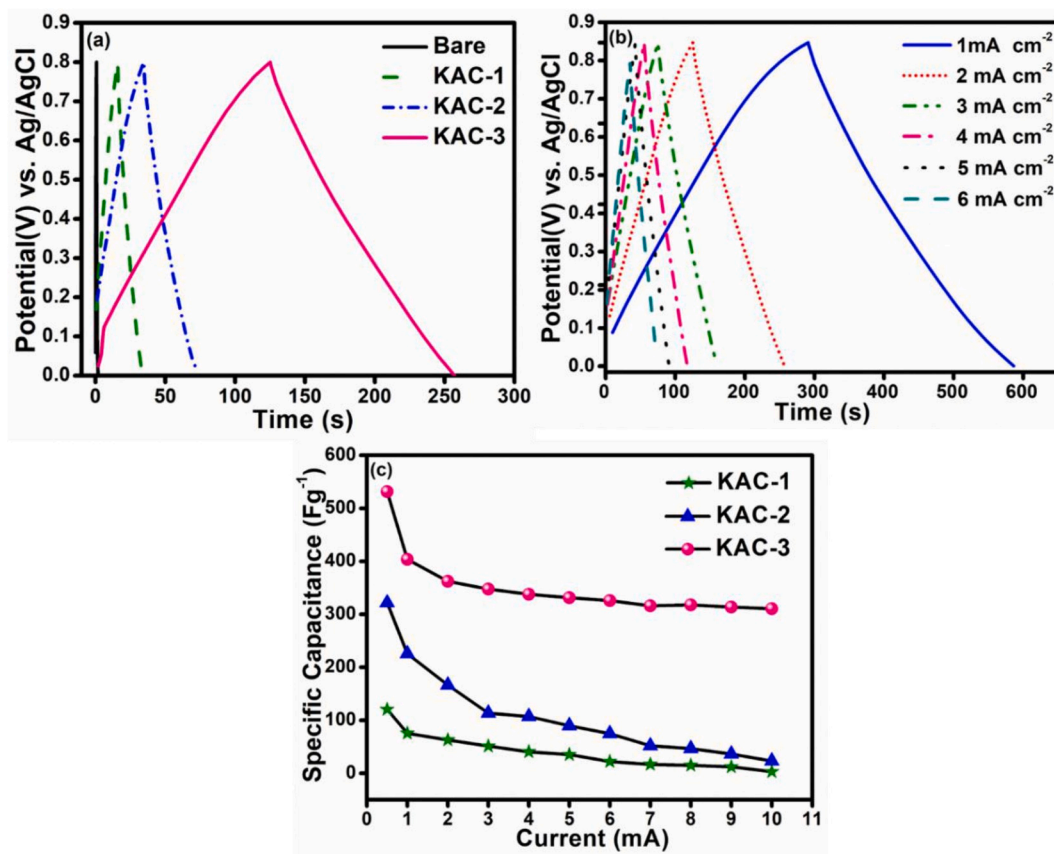 (a)
Bare
KAC-1
KAC-2
KAC-3
Potential(V) vs. Ag/AgCl
0.9
0.8
0.7
0.6
0.5
0.4
0.3
0.2
0.1
0.0
0 50 100 150 200 250 300
Time (s)
(b)
1mA cm-2
2 mA cm-2
3 mA cm-2
4 mA cm-2
5 mA cm-2
6 mA cm-2
Potential(V) vs. Ag/AgCl
0.9
0.8
0.7
0.6
0.5
0.4
0.3
0.2
0.1
0.0
0 100 200 300 400 500 600
Time (s)
(c)
KAC-1
KAC-2
KAC-3
Specific Capacitance (Fg-1)
600
500
400
300
200
100
0
0 1 2 3 4 5 6 7 8 9 10 11
Current (mA)